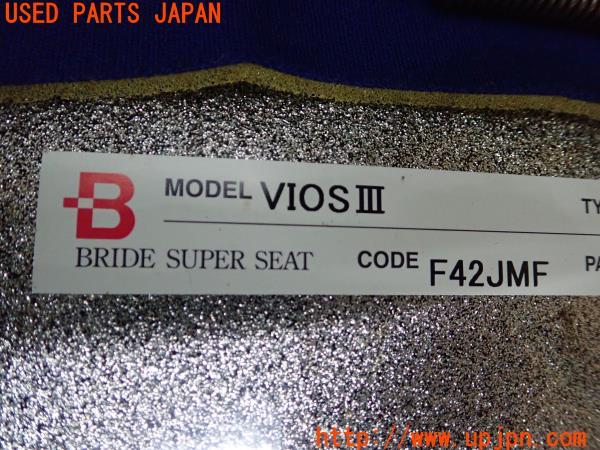 USED PARTS JAPAN
B
MODEL VIOS III
TY
BRIDE SUPER SEAT
CODE F42JMF
PA
http://www.upjpn.com